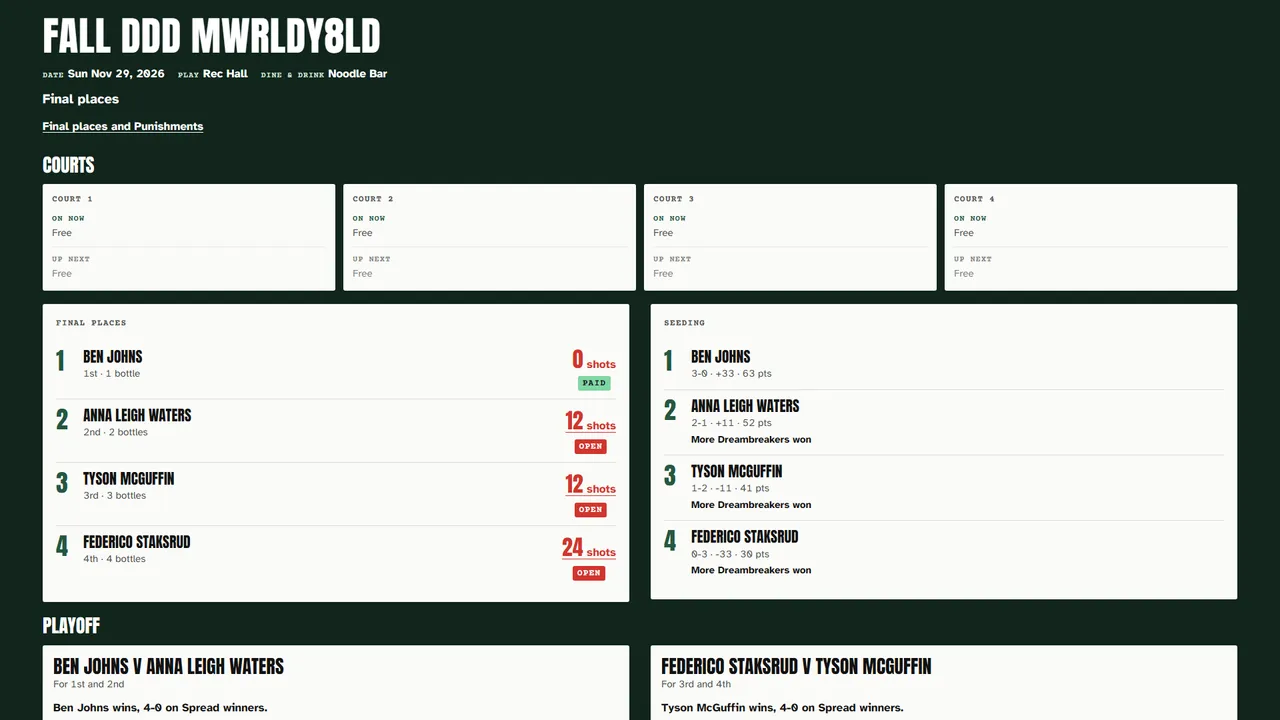 FALL DDD MWRLDY8LD
DATE Sun Nov 29, 2026 PLAY Rec Hall DINE & DRINK Noodle Bar
Final places
Final places and Punishments
COURTS
COURT 1
ON NOW
Free
UP NEXT
Free
COURT 2
ON NOW
Free
UP NEXT
Free
COURT 3
ON NOW
Free
UP NEXT
Free
COURT 4
ON NOW
Free
UP NEXT
Free
FINAL PLACES
1 BEN JOHNS 0 shots
1st · 1 bottle
PAID
2 ANNA LEIGH WATERS 12 shots
2nd · 2 bottles
OPEN
3 TYSON MCGUFFIN 12 shots
3rd · 3 bottles
OPEN
4 FEDERICO STAKSRUD 24 shots
4th · 4 bottles
OPEN
SEEDING
1 BEN JOHNS
3-0 · +33 · 63 pts
2 ANNA LEIGH WATERS
2-1 · +11 · 52 pts
More Dreambreakers won
3 TYSON MCGUFFIN
1-2 · -11 · 41 pts
More Dreambreakers won
4 FEDERICO STAKSRUD
0-3 · -33 · 30 pts
More Dreambreakers won
PLAYOFF
BEN JOHNS V ANNA LEIGH WATERS
For 1st and 2nd
Ben Johns wins, 4-0 on Spread winners.
FEDERICO STAKSRUD V TYSON MCGUFFIN
For 3rd and 4th
Tyson McGuffin wins, 4-0 on Spread winners.